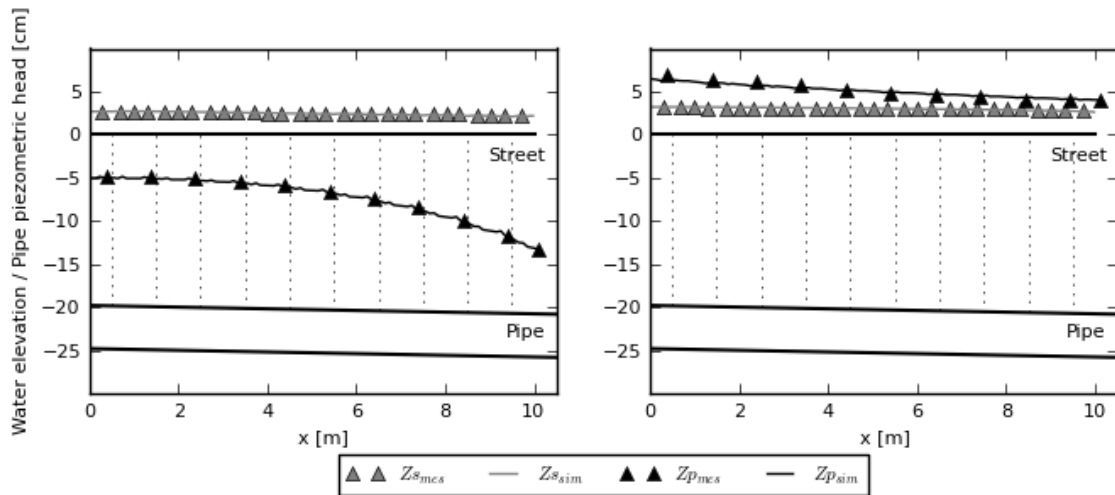 Water elevation / Pipe piezometric head [cm]
5
0
−5
−10
−15
−20
−25
Street
Pipe
0 2 4 6 8 10
x [m]
5
0
−5
−10
−15
−20
−25
Street
Pipe
0 2 4 6 8 10
x [m]
Zs_mes Zs_sim Zp_mes Zp_sim